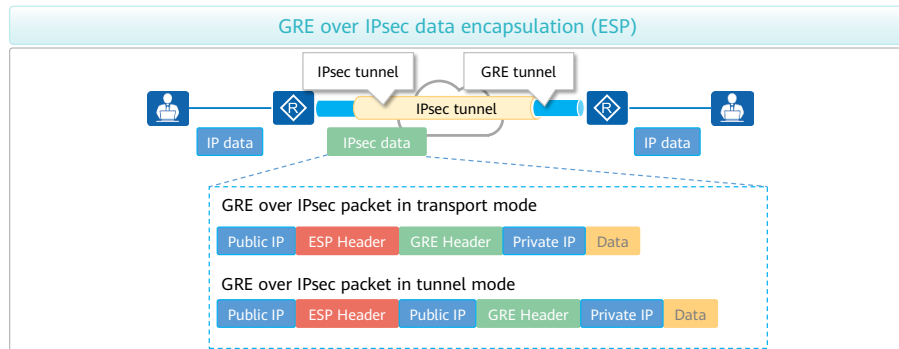 GRE over IPsec data encapsulation (ESP)
IPsec tunnel
GRE tunnel
R
IPsec tunnel
R
IP data
IPsec data
IP data
GRE over IPsec packet in transport mode
Public IP ESP Header GRE Header Private IP Data
GRE over IPsec packet in tunnel mode
Public IP ESP Header Public IP GRE Header Private IP Data